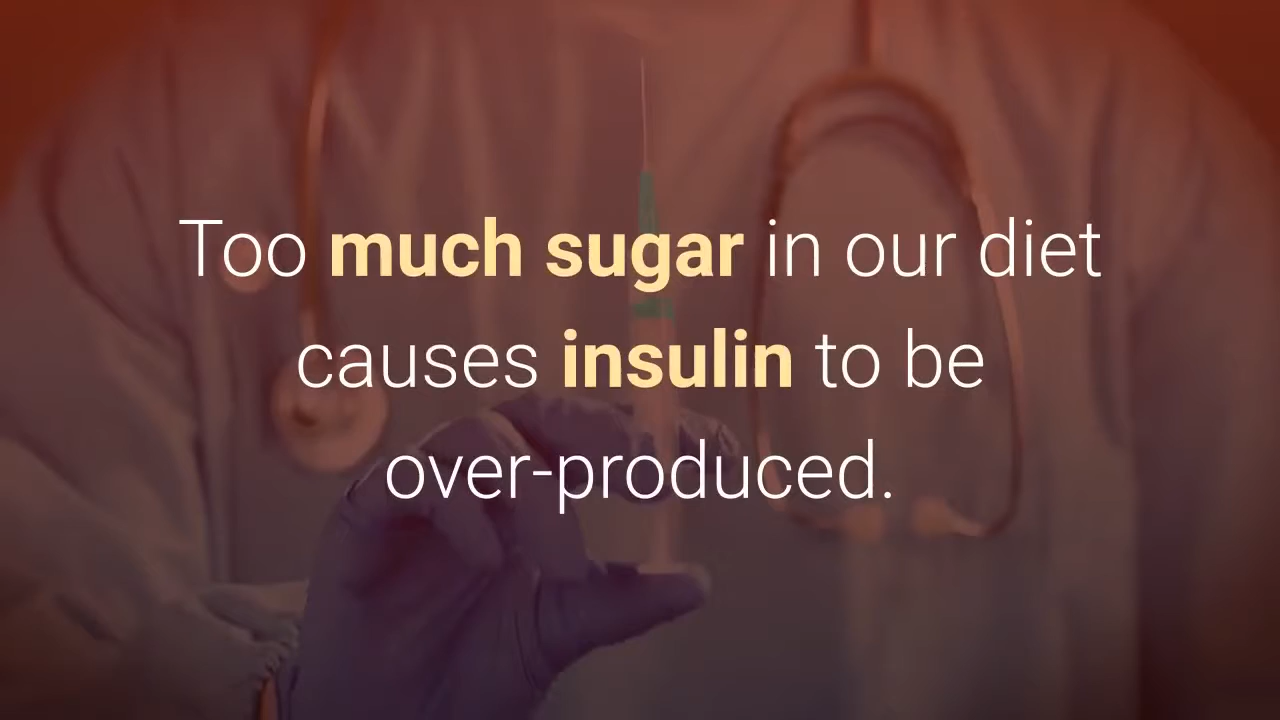 Too much sugar in our diet
causes insulin to be
over-produced.